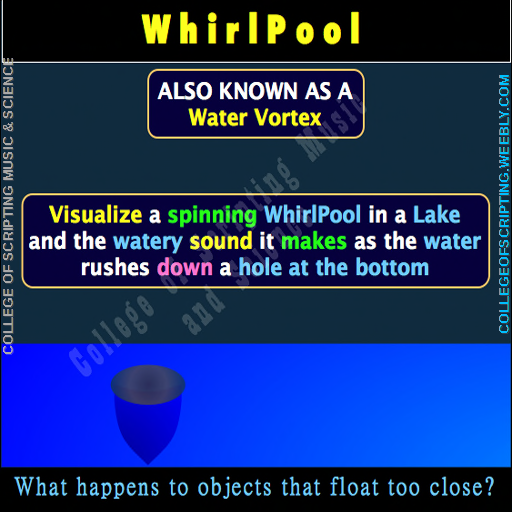 WhirlPool
ALSO KNOWN AS A
Water Vortex
Visualize a spinning WhirlPool in a Lake
and the watery sound it makes as the water
rushes down a hole at the bottom
What happens to objects that float too close?
COLLEGE OF SCRIPTING MUSIC & SCIENCE
COLLEGEOFSCRIPTING.WEEBLY.COM
College of Scripting Music
and Science